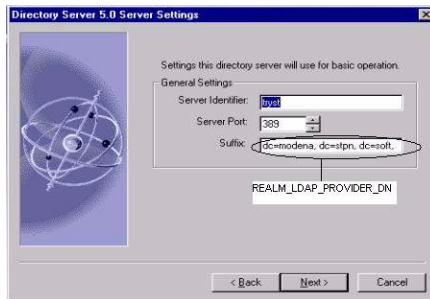 Directory Server 5.0 Server Settings
Settings this directory server will use for basic operation.
General Settings
Server Identifier: tryst
Server Port: 389
Suffix: dc=modena, dc=stpn, dc=soft,
REALM_LDAP_PROVIDER_DN
< Back Next > Cancel